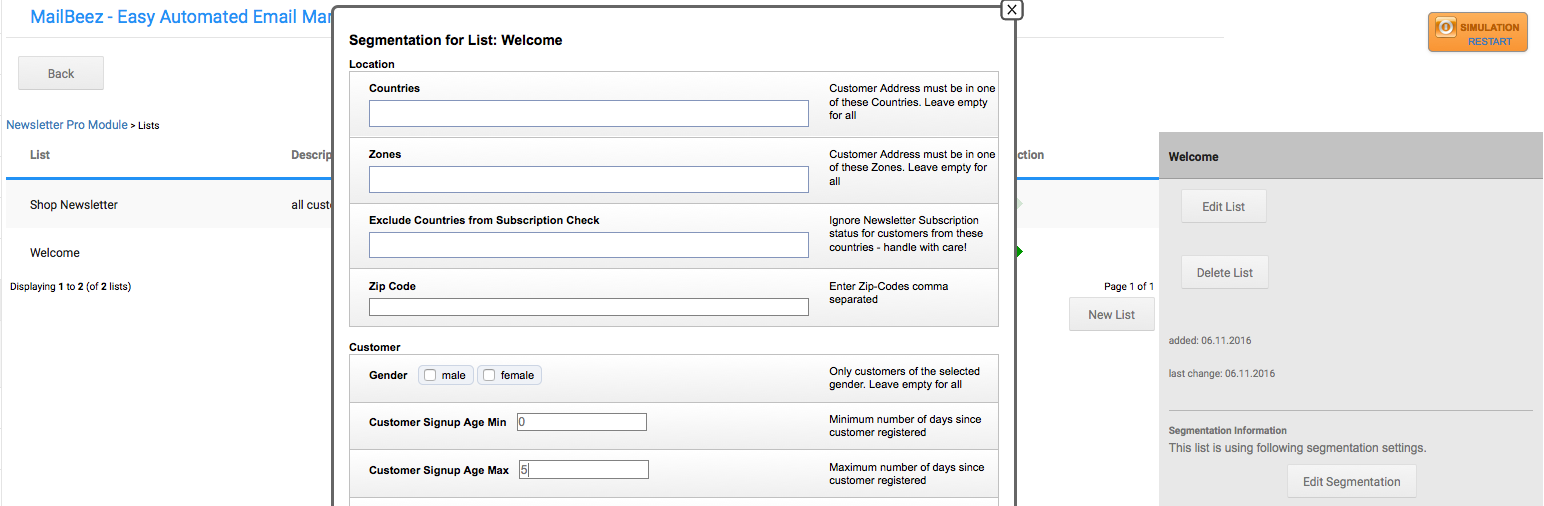 MailBeez - Easy Automated Email Mar
X
SIMULATION
RESTART
Back
Newsletter Pro Module > Lists
List
Descrip
ction
Shop Newsletter
all custo
Welcome
Displaying 1 to 2 (of 2 lists)
Page 1 of 1
New List
Segmentation for List: Welcome
Location
Countries
Customer Address must be in one
of these Countries. Leave empty
for all
Zones
Customer Address must be in one
of these Zones. Leave empty for
all
Exclude Countries from Subscription Check
Ignore Newsletter Subscription
status for customers from these
countries - handle with care!
Zip Code
Enter Zip-Codes comma
separated
Customer
Gender
male
female
Only customers of the selected
gender. Leave empty for all
Customer Signup Age Min
0
Minimum number of days since
customer registered
Customer Signup Age Max
5
Maximum number of days since
customer registered
Welcome
Edit List
Delete List
added: 06.11.2016
last change: 06.11.2016
Segmentation Information
This list is using following segmentation settings.
Edit Segmentation